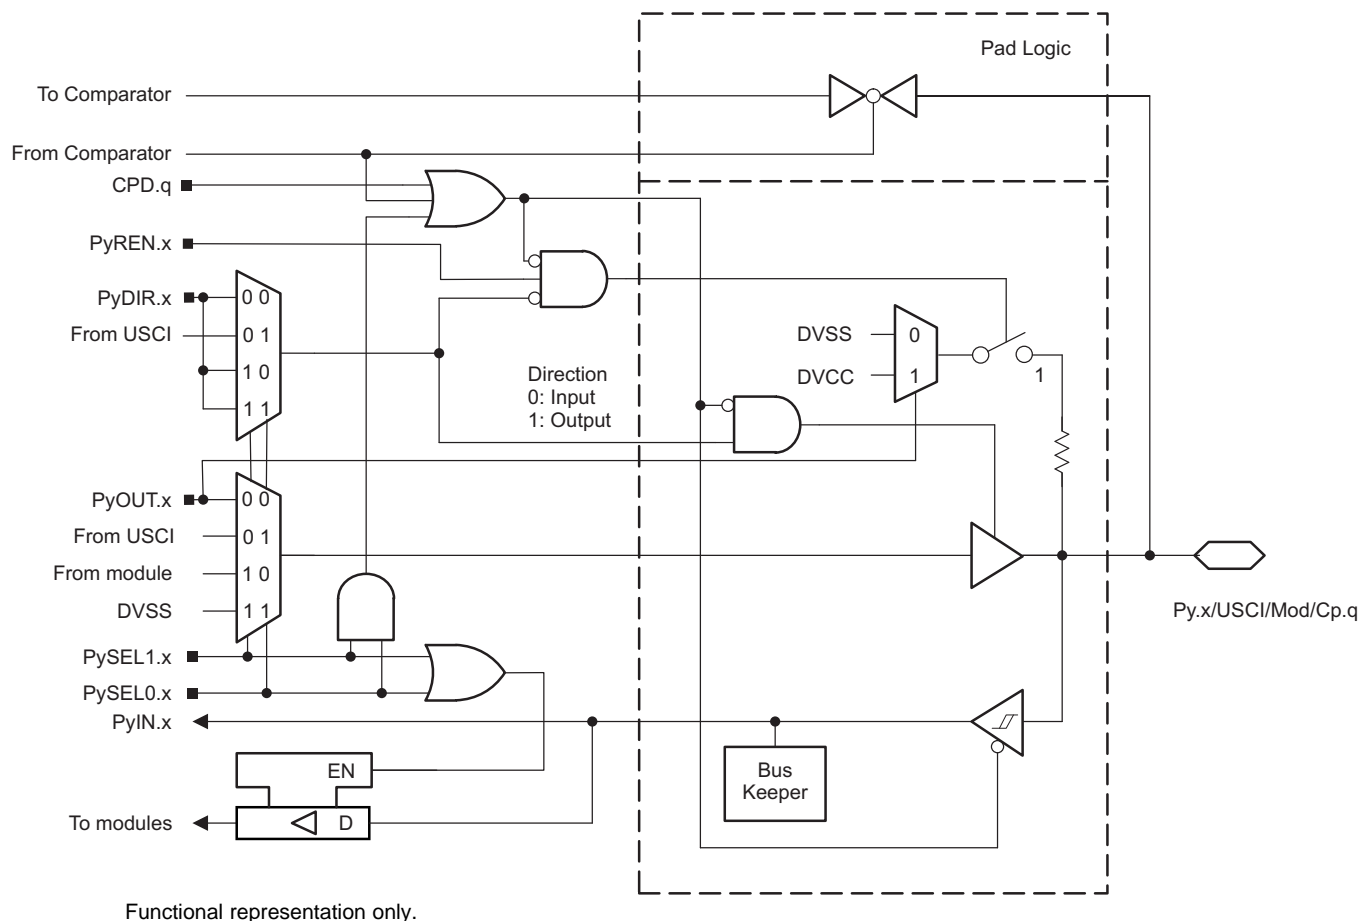 Pad Logic
To Comparator
From Comparator
CPD.q
PyREN.x
PyDIR.x
0 0
From USCI
0 1
1 0
1 1
Direction
0: Input
1: Output
DVSS
0
DVCC
1
1
PyOUT.x
0 0
From USCI
0 1
From module
1 0
DVSS
1 1
Py.x/USCI/Mod/Cp.q
PySEL1.x
PySEL0.x
PyIN.x
EN
Bus
Keeper
To modules
D
Functional representation only.